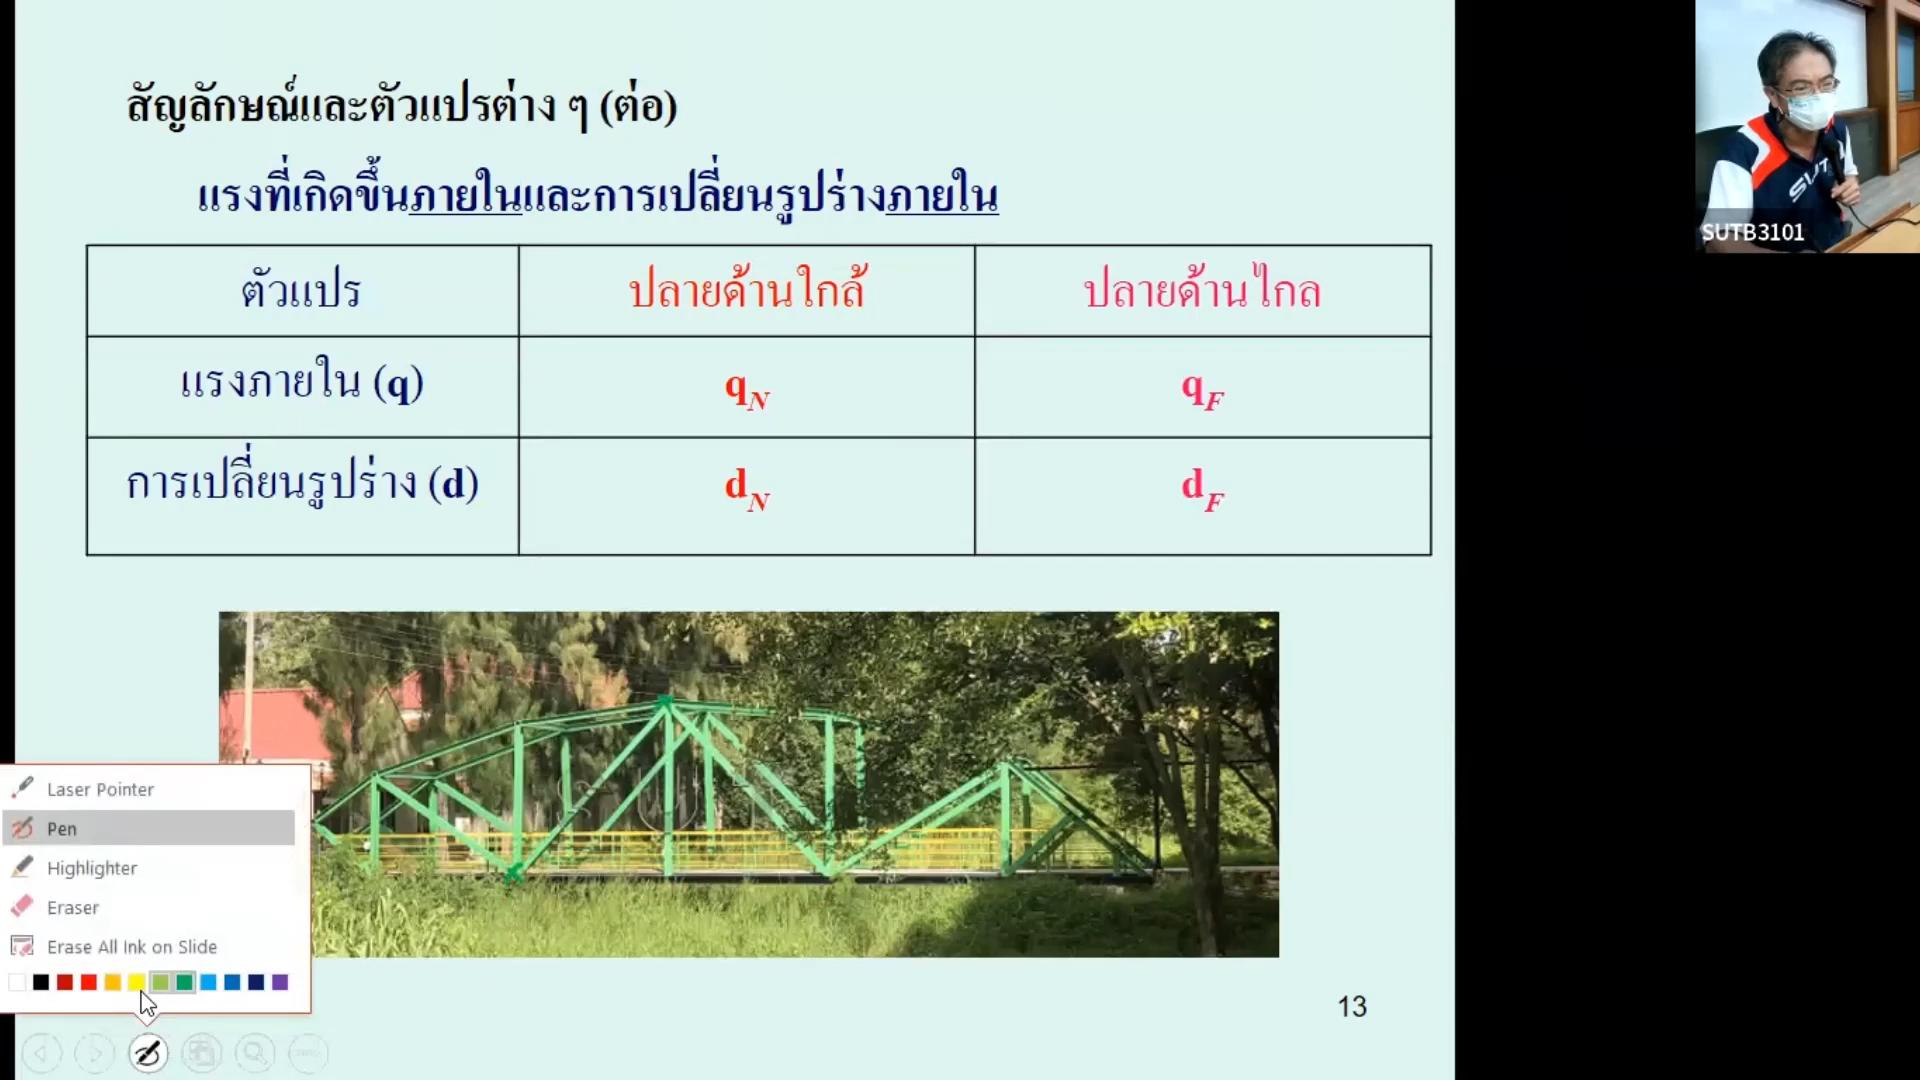 สัญลักษณ์และตัวแปรต่าง ๆ (ต่อ)
แรงที่เกิดขึ้นภายในและการเปลี่ยนรูปร่างภายใน
ตัวแปร ปลายด้านใกล้ ปลายด้านไกล
แรงภายใน (q) qN qF
การเปลี่ยนรูปร่าง (d) dN dF
13
Laser Pointer
Pen
Highlighter
Eraser
Erase All Ink on Slide
SUT
SUTB3101